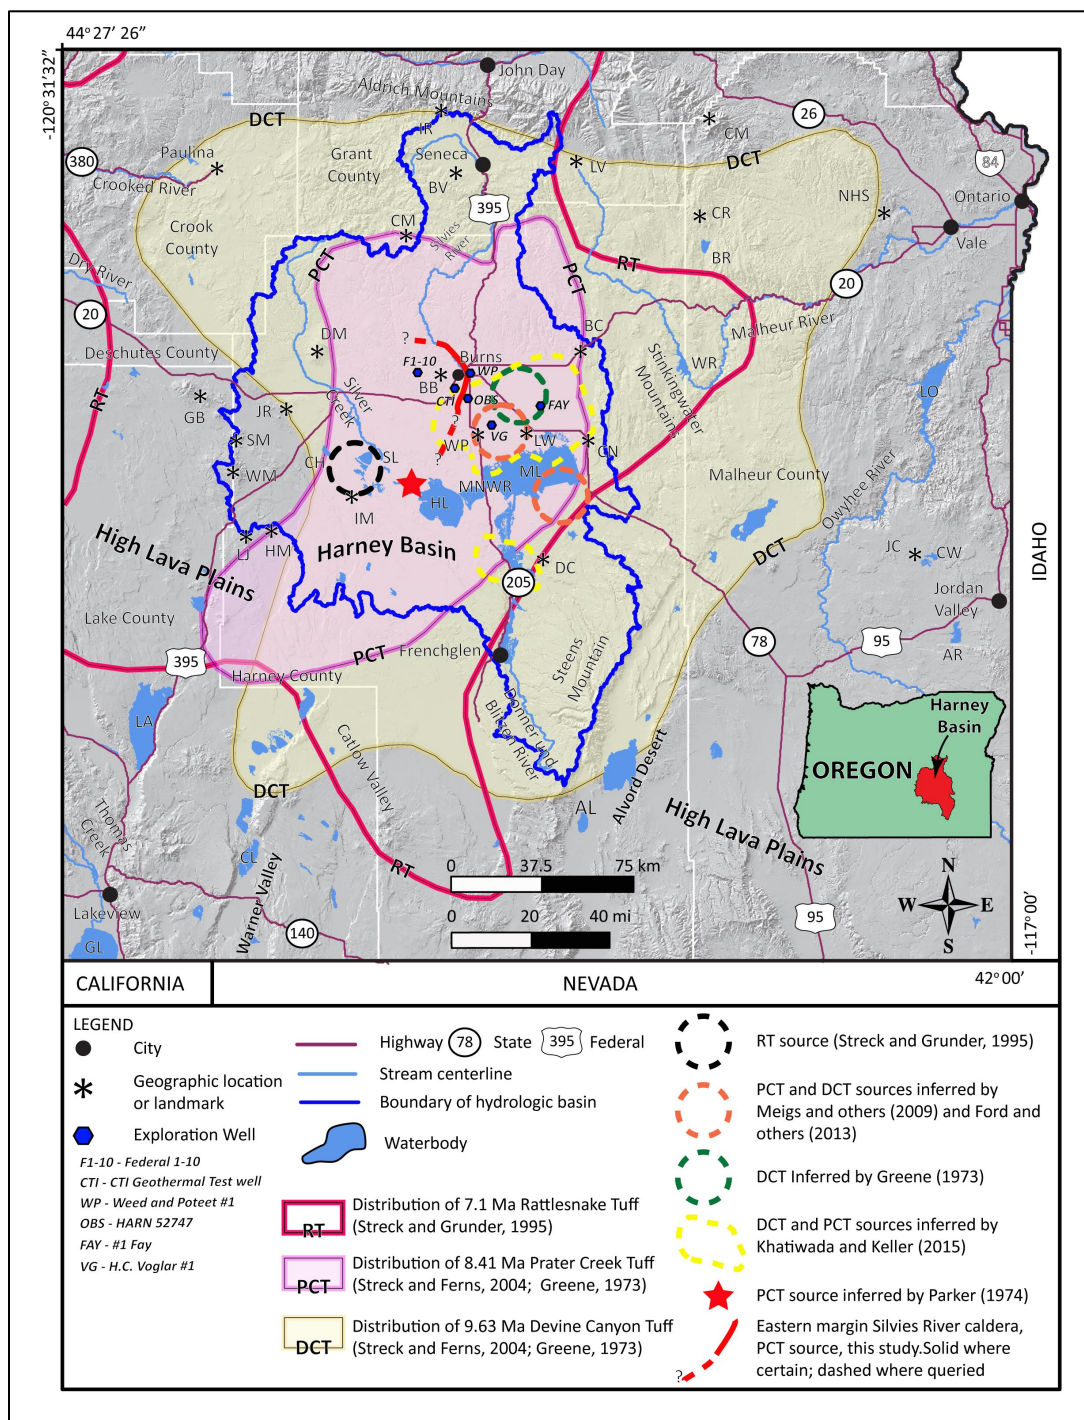 44° 27' 26"
-120° 31' 32"
John Day
Aldrich Mountains
DCT
IR
26
CM
Paulina
Grant
County
Seneca
BV
LV
DCT
84
380
Crooked River
395
NHS
Ontario
Crook
County
CM
Silvies
River
CR
Vale
PCT
PCT
RT
BR
Dry River
20
20
Malheur River
BC
DM
?
Burns
Deschutes County
F1-10
WP
BB
Stinkingwater
Mountains
WR
LO
RT
Silver
Creek
CTI
OBS
FAY
GB
JR
?
VG
SM
WP
LW
CN
CH
SL
?
ML
WM
MNWR
Malheur County
Owyhee River
IM
HL
LJ
HM
Harney Basin
High Lava Plains
DCT
JC
CW
DC
205
IDAHO
Jordan
Valley
Lake County
78
95
PCT
Frenchglen
395
AR
Harney County
Steens
Mountain
LA
Donner und
Blitzen River
Catlow Valley
Harney
Basin
OREGON
DCT
AL
Alvord Desert
High Lava Plains
Thomas
Creek
CL
RT
0 37.5 75 km
0 20 40 mi
N
W E
S
Lakeview
Warner Valley
GL
140
95
-117° 00'
CALIFORNIA
NEVADA
42° 00'
LEGEND
City
Geographic location
or landmark
Exploration Well
F1-10 - Federal 1-10
CTI - CTI Geothermal Test well
WP - Weed and Poteet #1
OBS - HARN 52747
FAY - #1 Fay
VG - H.C. Voglar #1
Highway 78 State 395 Federal
Stream centerline
Boundary of hydrologic basin
Waterbody
RT
Distribution of 7.1 Ma Rattlesnake Tuff
(Streck and Grunder, 1995)
PCT
Distribution of 8.41 Ma Prater Creek Tuff
(Streck and Ferns, 2004; Greene, 1973)
DCT
Distribution of 9.63 Ma Devine Canyon Tuff
(Streck and Ferns, 2004; Greene, 1973)
RT source (Streck and Grunder, 1995)
PCT and DCT sources inferred by
Meigs and others (2009) and Ford and
others (2013)
DCT Inferred by Greene (1973)
DCT and PCT sources inferred by
Khatiwada and Keller (2015)
PCT source inferred by Parker (1974)
Eastern margin Silvies River caldera,
PCT source, this study.Solid where
certain; dashed where queried
?